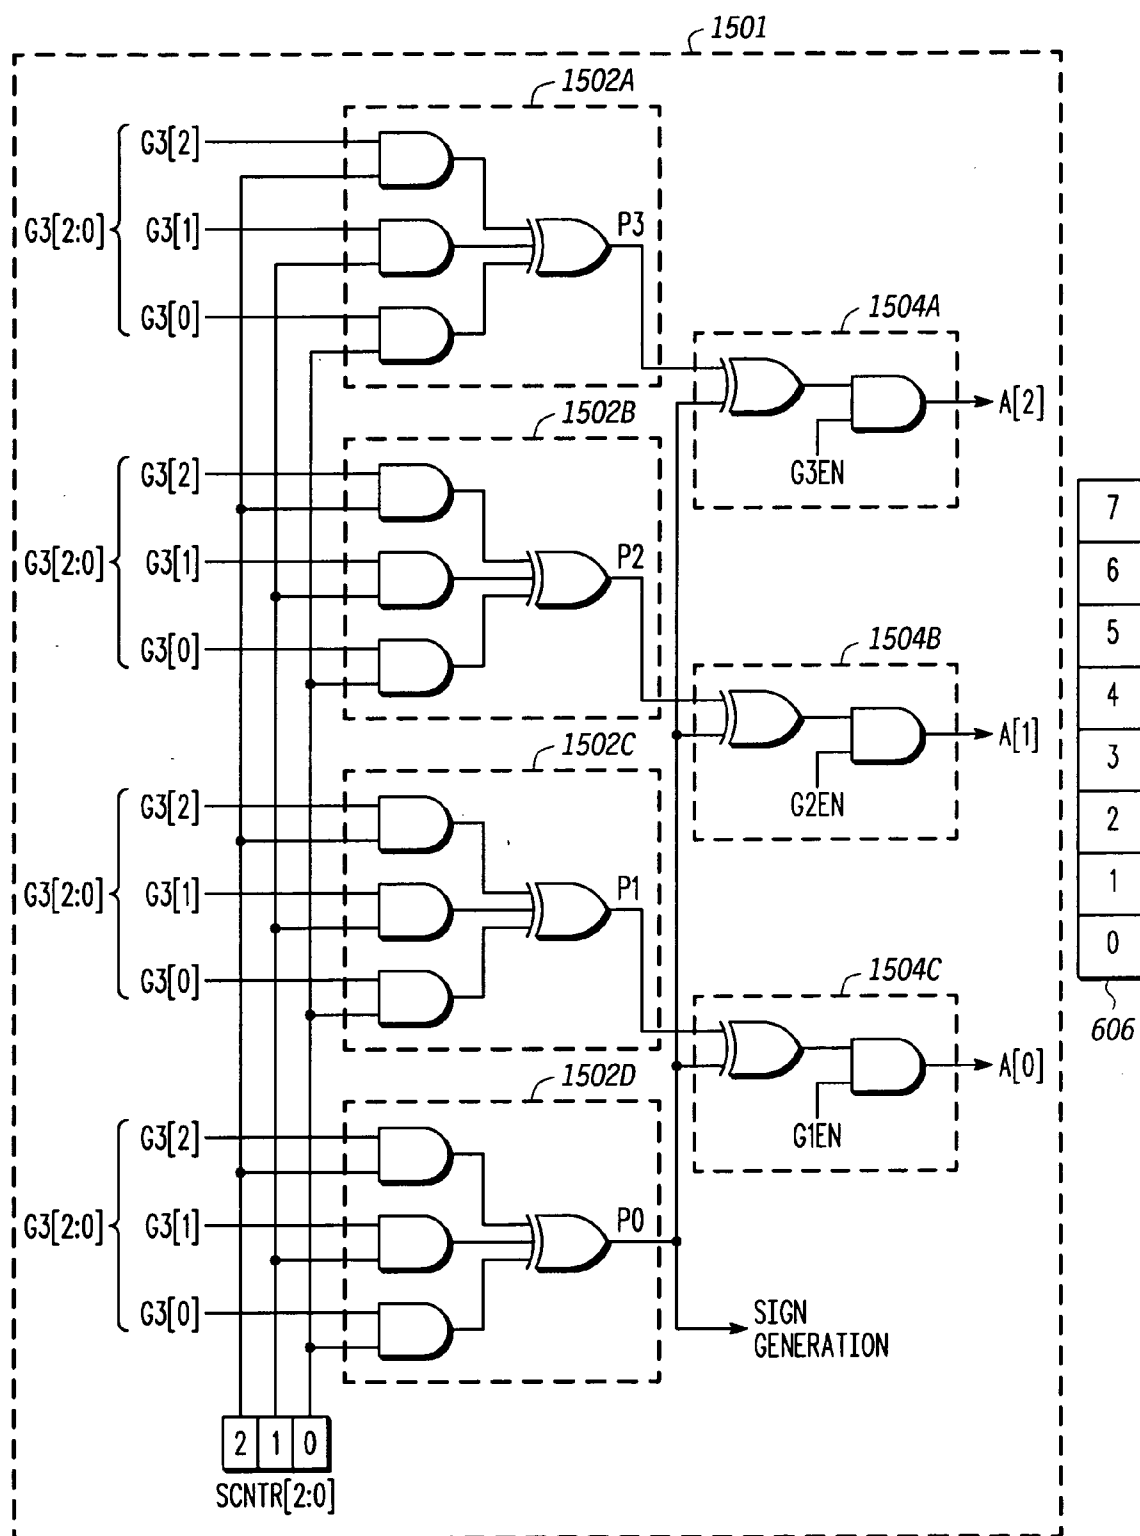 1501
1502A
G3[2]
G3[2:0]
G3[1]
G3[0]
P3
1504A
A[2]
G3EN
1502B
G3[2]
G3[2:0]
G3[1]
G3[0]
P2
1504B
A[1]
G2EN
1502C
G3[2]
G3[2:0]
G3[1]
G3[0]
P1
1504C
A[0]
G1EN
1502D
G3[2]
G3[2:0]
G3[1]
G3[0]
P0
SIGN
GENERATION
2 1 0
SCNTR[2:0]
7
6
5
4
3
2
1
0
606